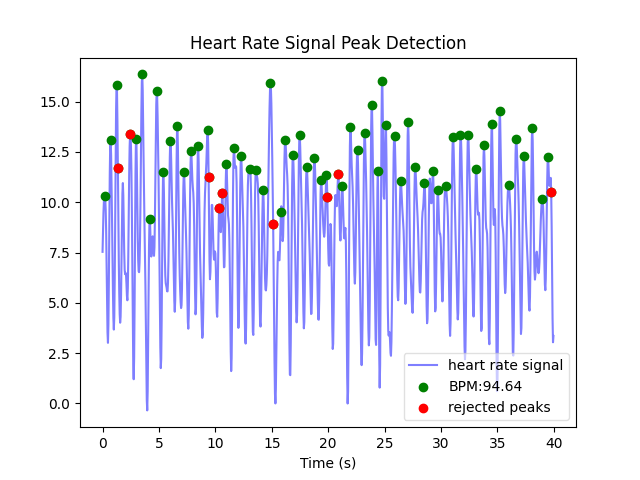 Heart Rate Signal Peak Detection
15.0
12.5
10.0
7.5
5.0
2.5
0.0
heart rate signal
BPM:94.64
rejected peaks
0 5 10 15 20 25 30 35 40
Time (s)